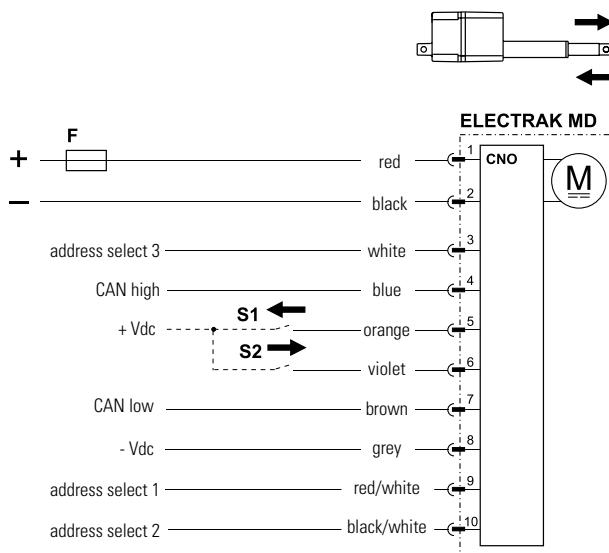 ELECTRAK MD
F
+ red 1 CNO M
− black 2
address select 3 white 3
CAN high blue 4
S1
+ Vdc orange 5
S2
violet 6
CAN low brown 7
- Vdc grey 8
address select 1 red/white 9
address select 2 black/white 10